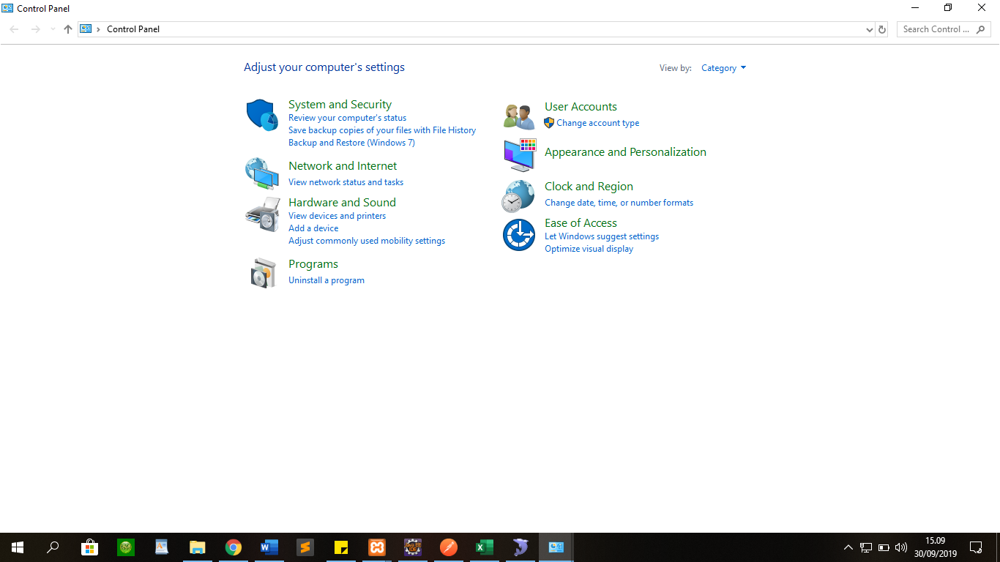 Control Panel
Control Panel
Search Control ...
Adjust your computer's settings
View by: Category
System and Security
Review your computer's status
Save backup copies of your files with File History
Backup and Restore (Windows 7)
Network and Internet
View network status and tasks
Hardware and Sound
View devices and printers
Add a device
Adjust commonly used mobility settings
Programs
Uninstall a program
User Accounts
Change account type
Appearance and Personalization
Clock and Region
Change date, time, or number formats
Ease of Access
Let Windows suggest settings
Optimize visual display
15.09
30/09/2019